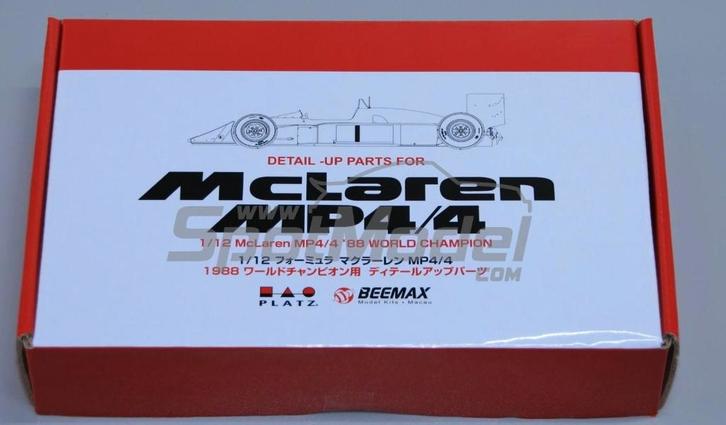 DETAIL -UP PARTS FOR
McLaren
MP4/4
1/12 McLaren MP4/4 '88 WORLD CHAMPION
1/12 フォーミュラ マクラーレン MP4/4
1988 ワールドチャンピオン用 ディテールアップパーツ
PLATZ BEEMAX
Model Kits・Macau
www.
SpotModel
.COM